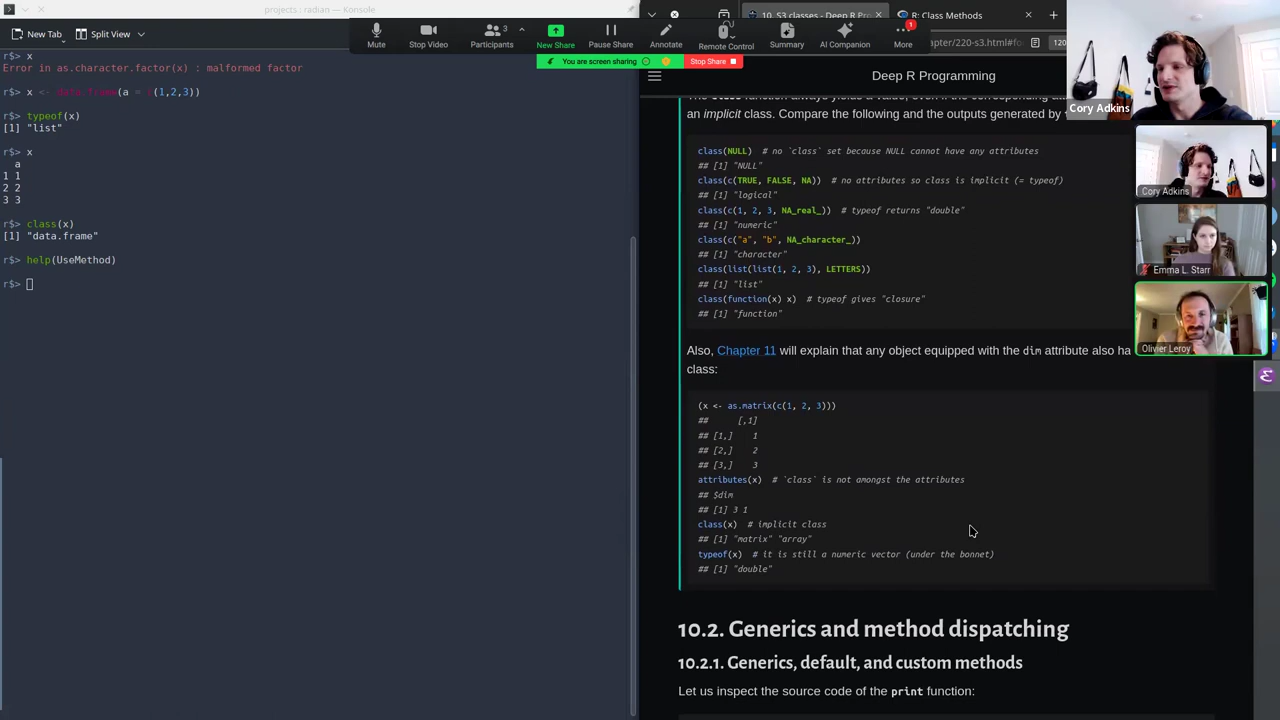 projects : radian — Konsole
New Tab
Split View
r$> x
Error in as.character.factor(x) : malformed factor
r$> x <- data.frame(a = c(1,2,3))
r$> typeof(x)
[1] "list"
r$> x
a
1 1
2 2
3 3
r$> class(x)
[1] "data.frame"
r$> help(UseMethod)
r$>
Mute
Stop Video
3
Participants
New Share
Pause Share
Annotate
Remote Control
Summary
AI Companion
1
More
You are screen sharing
Stop Share
10. S3 classes - Deep R Pro
R: Class Methods
Deep R Programming
an implicit class. Compare the following and the outputs generated by
class(NULL) # no `class` set because NULL cannot have any attributes
## [1] "NULL"
class(c(TRUE, FALSE, NA)) # no attributes so class is implicit (= typeof)
## [1] "logical"
class(c(1, 2, 3, NA_real_)) # typeof returns "double"
## [1] "numeric"
class(c("a", "b", NA_character_))
## [1] "character"
class(list(list(1, 2, 3), LETTERS))
## [1] "list"
class(function(x) x) # typeof gives "closure"
## [1] "function"
Also, Chapter 11 will explain that any object equipped with the dim attribute also ha
class:
(x <- as.matrix(c(1, 2, 3)))
## [,1]
## [1,] 1
## [2,] 2
## [3,] 3
attributes(x) # `class` is not amongst the attributes
## $dim
## [1] 3 1
class(x) # implicit class
## [1] "matrix" "array"
typeof(x) # it is still a numeric vector (under the bonnet)
## [1] "double"
10.2. Generics and method dispatching
10.2.1. Generics, default, and custom methods
Let us inspect the source code of the print function:
Cory Adkins
Cory Adkins
Emma L. Starr
Olivier Leroy